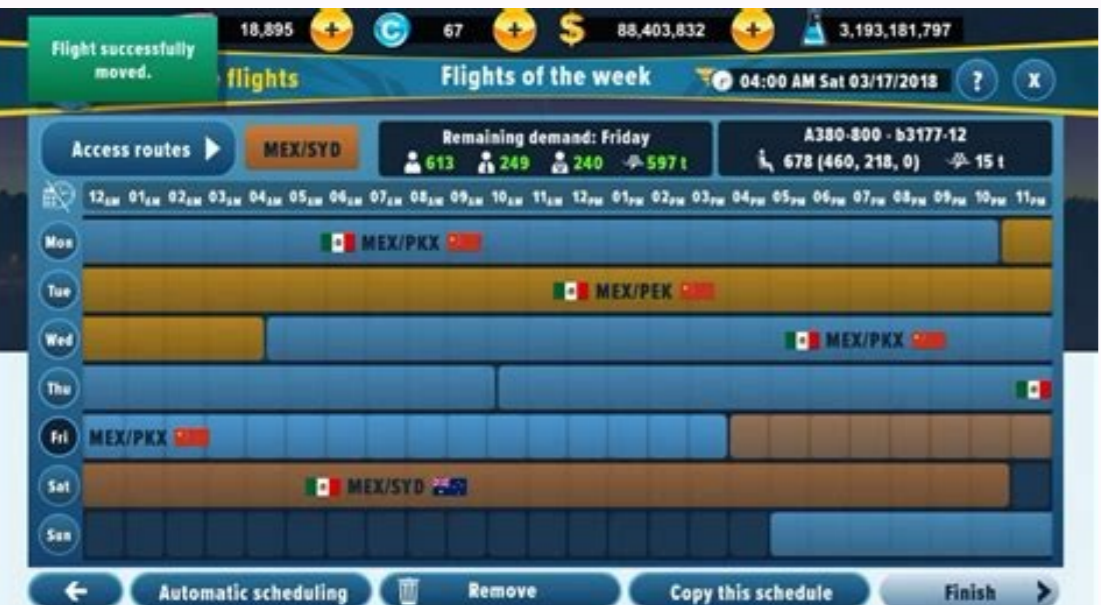 Flight successfully
moved.
18,895
67
88,403,832
3,193,181,797
flights
Flights of the week
04:00 AM Sat 03/17/2018
?
X
Access routes
MEX/SYD
Remaining demand: Friday
613 249 240 597 t
A380-800 - b3177-12
678 (460, 218, 0) 15 t
12AM 01AM 02AM 03AM 04AM 05AM 06AM 07AM 08AM 09AM 10AM 11AM 12PM 01PM 02PM 03PM 04PM 05PM 06PM 07PM 08PM 09PM 10PM 11PM
Mon MEX/PKX
Tue MEX/PEK
Wed MEX/PKX
Thu
Fri MEX/PKX
Sat MEX/SYD
Sun
Automatic scheduling
Remove
Copy this schedule
Finish